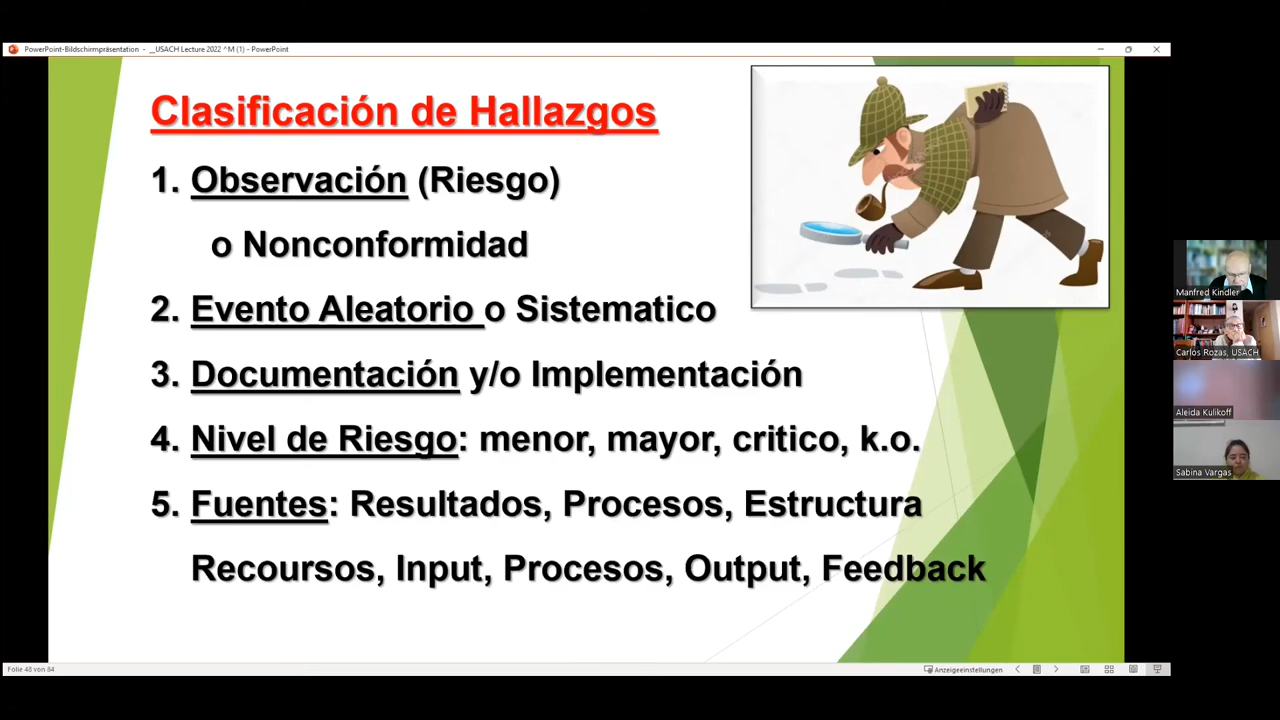 PowerPoint-Bildschirmpräsentation - __USACH Lecture 2022 ^M (1) - PowerPoint
Clasificación de Hallazgos
1. Observación (Riesgo)
o Nonconformidad
2. Evento Aleatorio o Sistematico
3. Documentación y/o Implementación
4. Nivel de Riesgo: menor, mayor, critico, k.o.
5. Fuentes: Resultados, Procesos, Estructura
Recoursos, Input, Procesos, Output, Feedback
Manfred Kindler
Carlos Rozas, USACH
Aleida Kulikoff
Sabina Vargas
Folie 48 von 84
Anzeigeeinstellungen